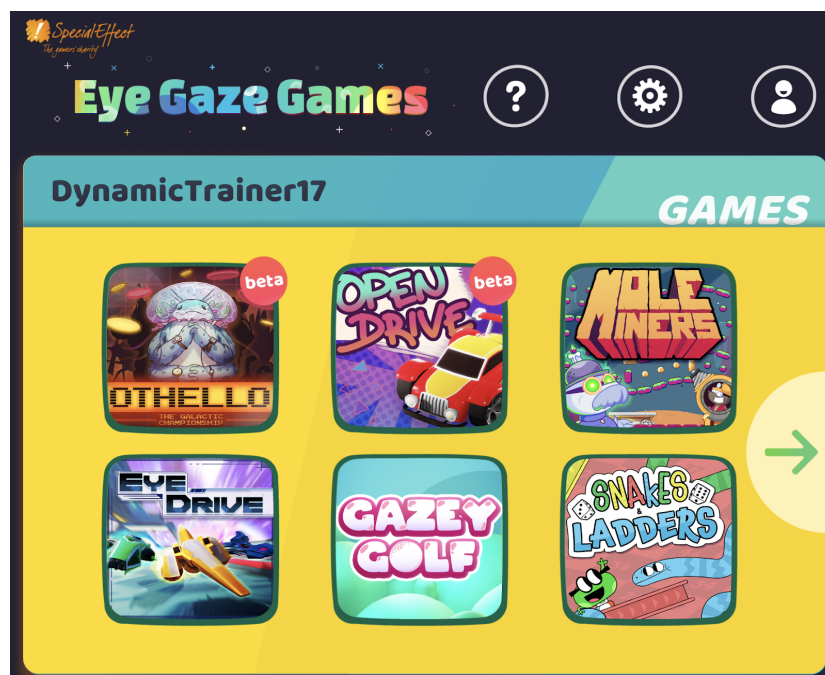 SpecialEffect
The gamers charity
Eye Gaze Games
?
DynamicTrainer17
GAMES
beta
OTHELLO
THE GALACTIC
CHAMPIONSHIP
beta
OPEN
DRIVE
MOLE
MINERS
EYE
DRIVE
GAZEY
GOLF
SNAKES
&
LADDERS